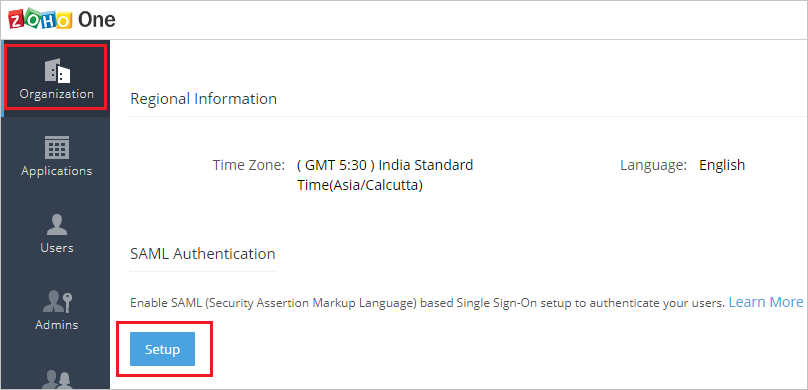 ZOHO One
Organization
Applications
Users
Admins
Regional Information
Time Zone: ( GMT 5:30 ) India Standard Time(Asia/Calcutta)
Language: English
SAML Authentication
Enable SAML (Security Assertion Markup Language) based Single Sign-On setup to authenticate your users. Learn More
Setup